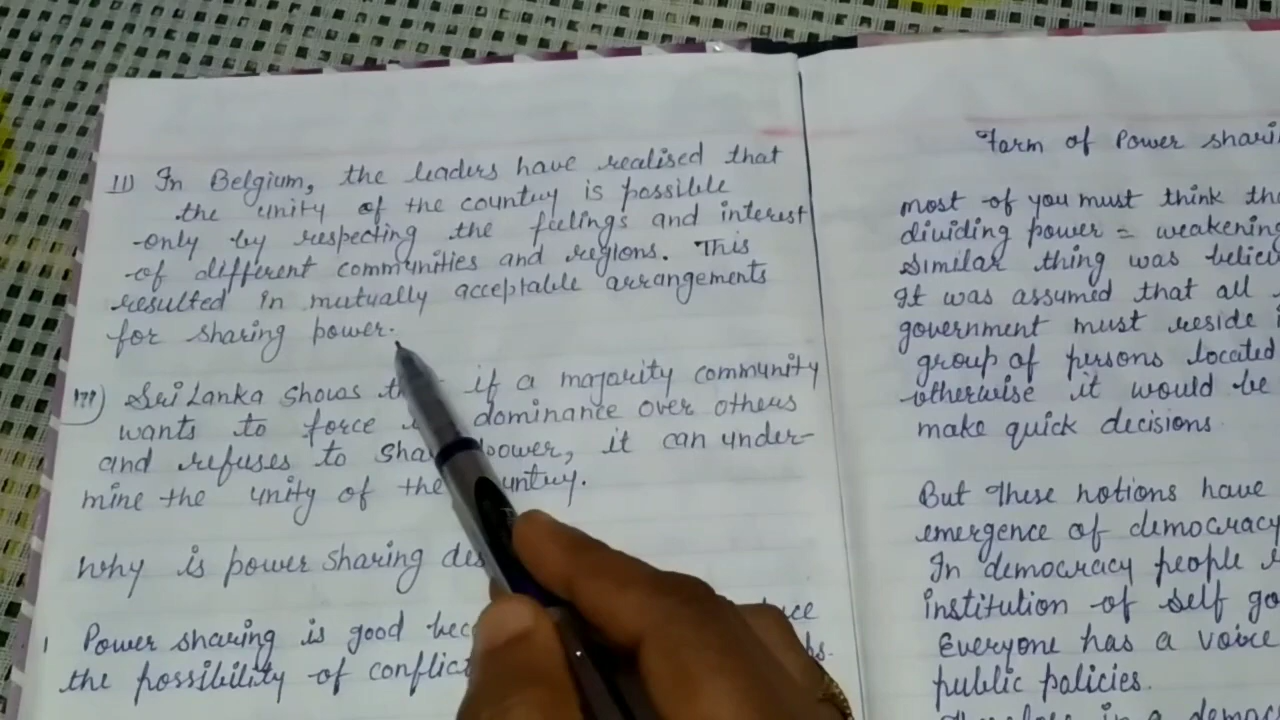 II) In Belgium, the leaders have realised that
the unity of the country is possible
only by respecting the feelings and interest
of different communities and regions. This
resulted in mutually acceptable arrangements
for sharing power.
III) Sri Lanka shows if a majority community
wants to force dominance over others
and refuses to power, it can under-
mine the unity of the
Why is power sharing
1 Power sharing is good
the possibility of conflict
Form of Power
most of you must think
dividing power = weakening
similar thing was
It was assumed that all
government must reside
group of persons located
otherwise it would be
make quick decisions.
But these notions have
emergence of democracy
In democracy people
institution of self
Everyone has a voice
public policies.
Therefore in a